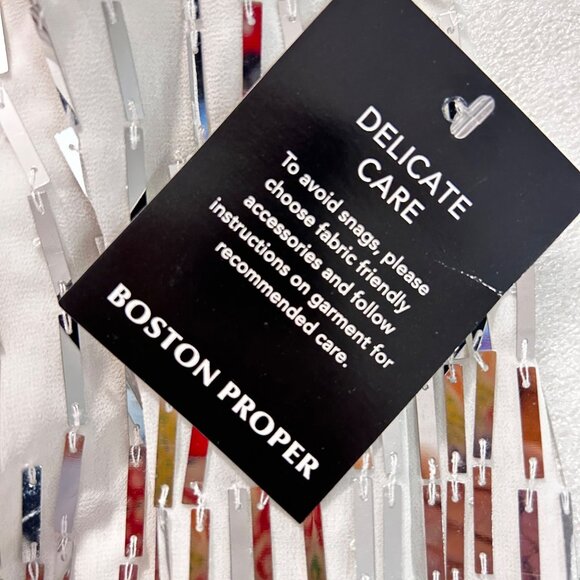 DELICATE
CARE
To avoid snags, please
choose fabric friendly
accessories and follow
instructions on garment for
recommended care.
BOSTON PROPER